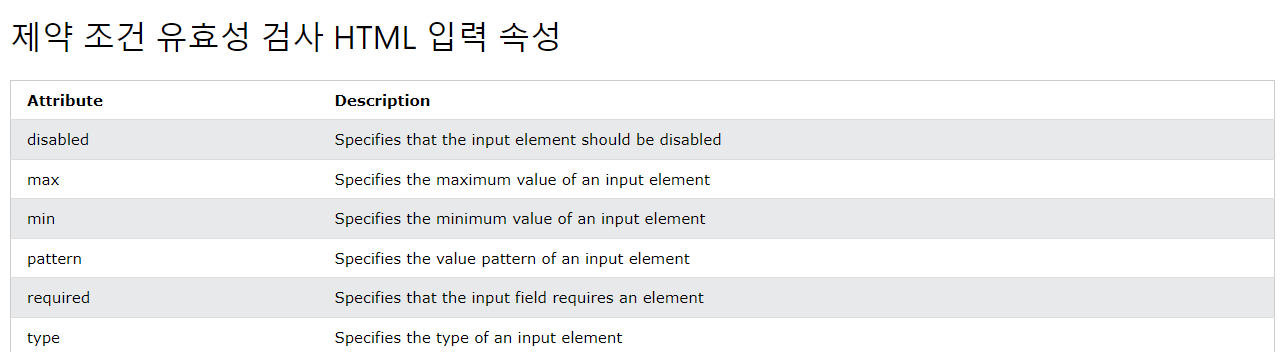 제약 조건 유효성 검사 HTML 입력 속성
Attribute Description
disabled Specifies that the input element should be disabled
max Specifies the maximum value of an input element
min Specifies the minimum value of an input element
pattern Specifies the value pattern of an input element
required Specifies that the input field requires an element
type Specifies the type of an input element